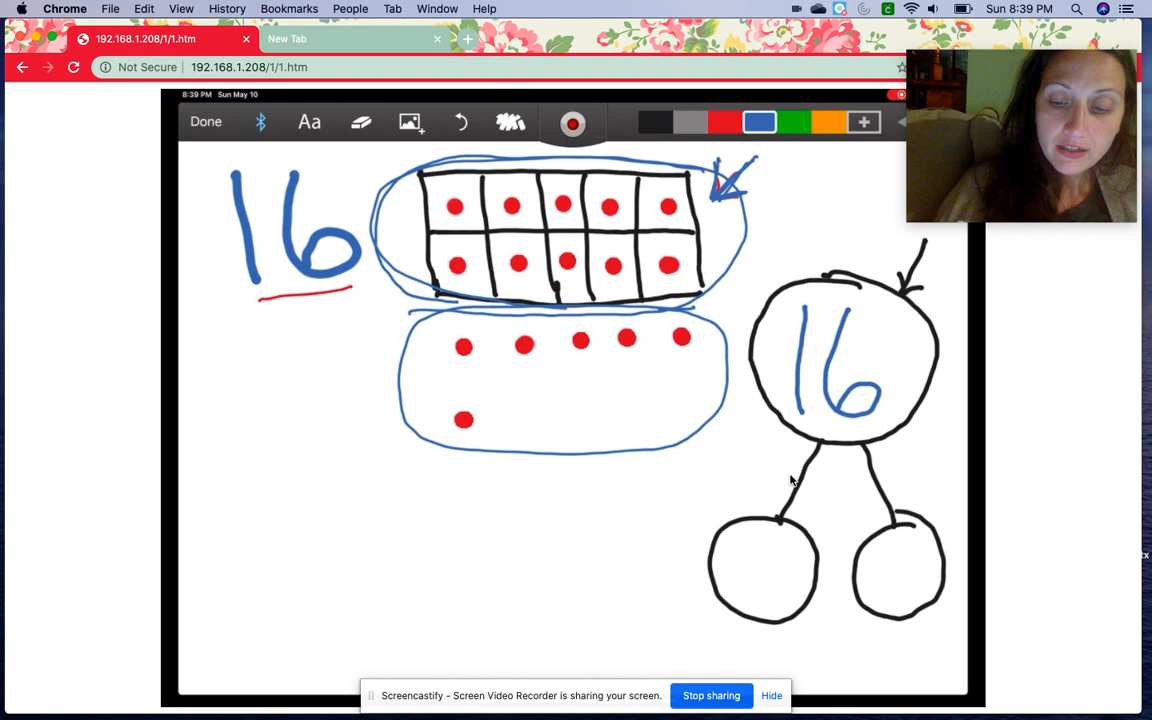 Chrome File Edit View History Bookmarks People Tab Window Help Sun 8:39 PM
192.168.1.208/1/1.htm New Tab
Not Secure 192.168.1.208/1/1.htm
8:39 PM Sun May 10
Done Aa
16
16
Screencastify - Screen Video Recorder is sharing your screen. Stop sharing Hide